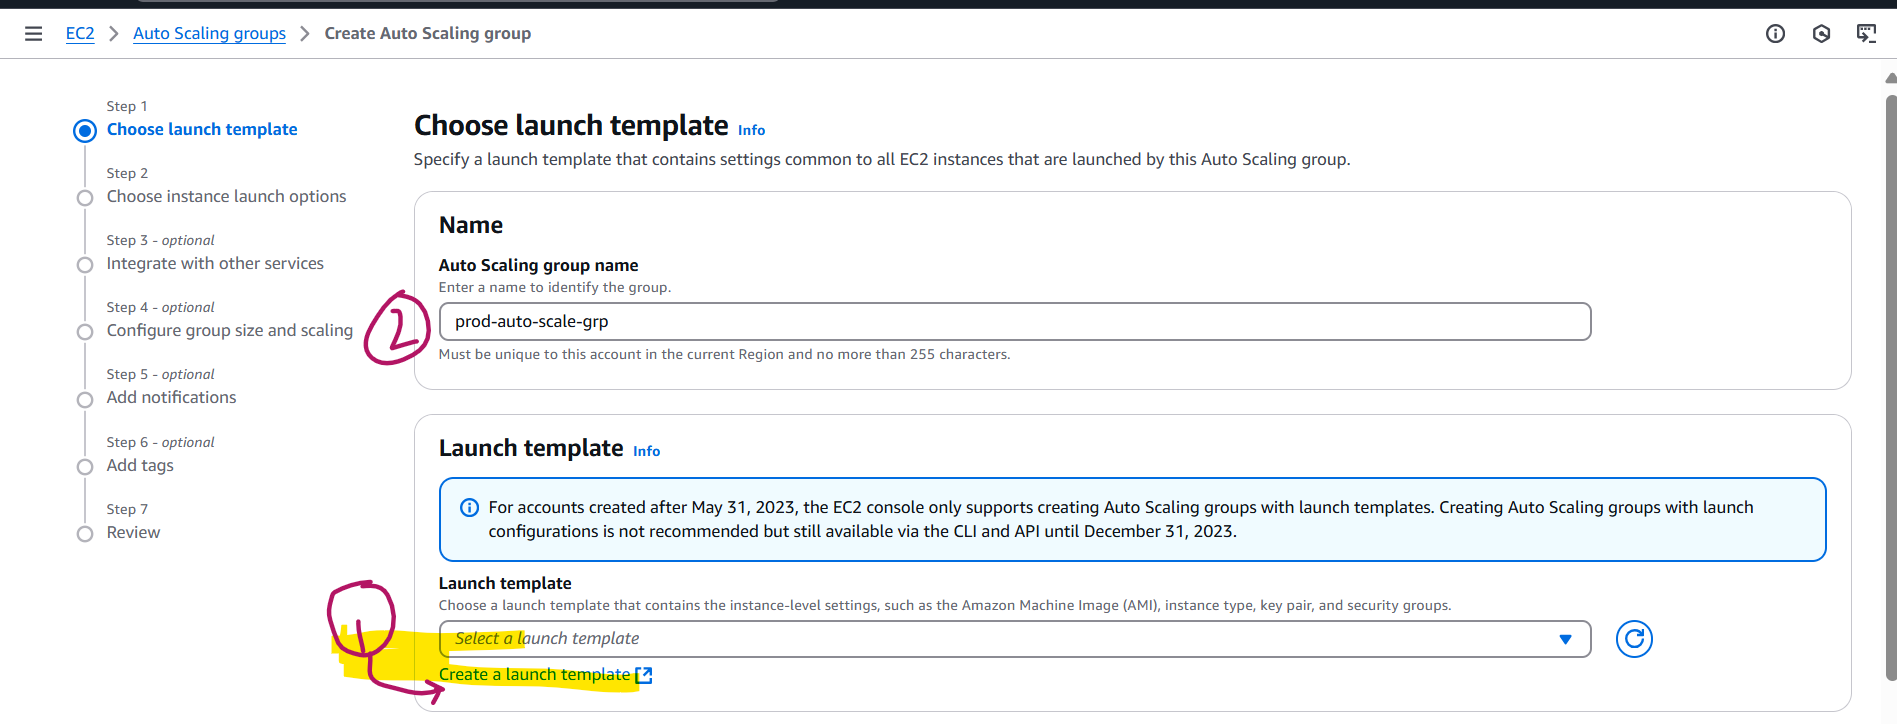 EC2 > Auto Scaling groups > Create Auto Scaling group
Step 1
Choose launch template
Step 2
Choose instance launch options
Step 3 - optional
Integrate with other services
Step 4 - optional
Configure group size and scaling
Step 5 - optional
Add notifications
Step 6 - optional
Add tags
Step 7
Review
Choose launch template Info
Specify a launch template that contains settings common to all EC2 instances that are launched by this Auto Scaling group.
Name
Auto Scaling group name
Enter a name to identify the group.
2
prod-auto-scale-grp
Must be unique to this account in the current Region and no more than 255 characters.
Launch template Info
For accounts created after May 31, 2023, the EC2 console only supports creating Auto Scaling groups with launch templates. Creating Auto Scaling groups with launch
configurations is not recommended but still available via the CLI and API until December 31, 2023.
Launch template
Choose a launch template that contains the instance-level settings, such as the Amazon Machine Image (AMI), instance type, key pair, and security groups.
1
Select a launch template
Create a launch template